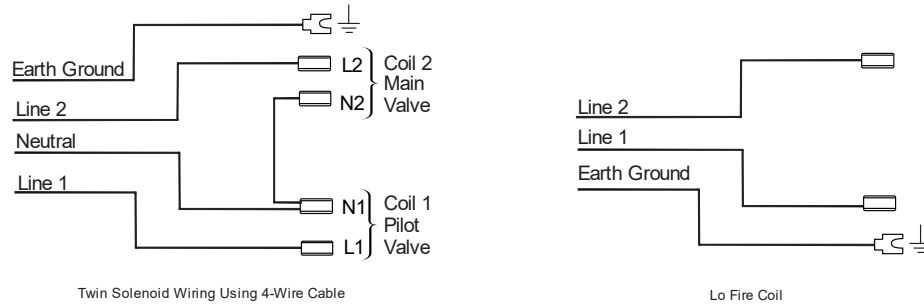 Earth Ground
Line 2
Neutral
Line 1
L2
N2
Coil 2
Main
Valve
N1
L1
Coil 1
Pilot
Valve
Twin Solenoid Wiring Using 4-Wire Cable
Line 2
Line 1
Earth Ground
Lo Fire Coil